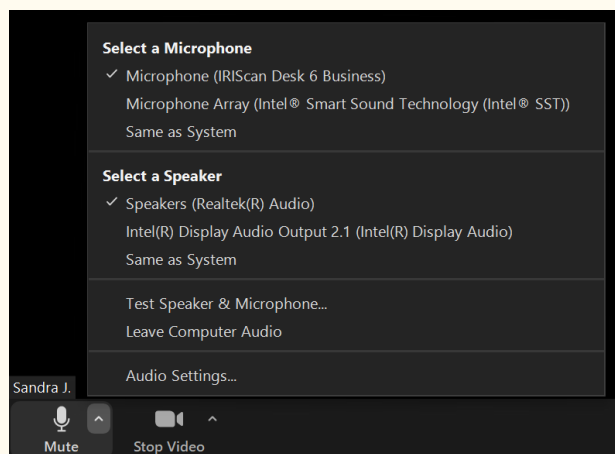 Select a Microphone
✓ Microphone (IRIScan Desk 6 Business)
Microphone Array (Intel® Smart Sound Technology (Intel® SST))
Same as System
Select a Speaker
✓ Speakers (Realtek(R) Audio)
Intel(R) Display Audio Output 2.1 (Intel(R) Display Audio)
Same as System
Test Speaker & Microphone...
Leave Computer Audio
Audio Settings...
Sandra J.
Mute Stop Video